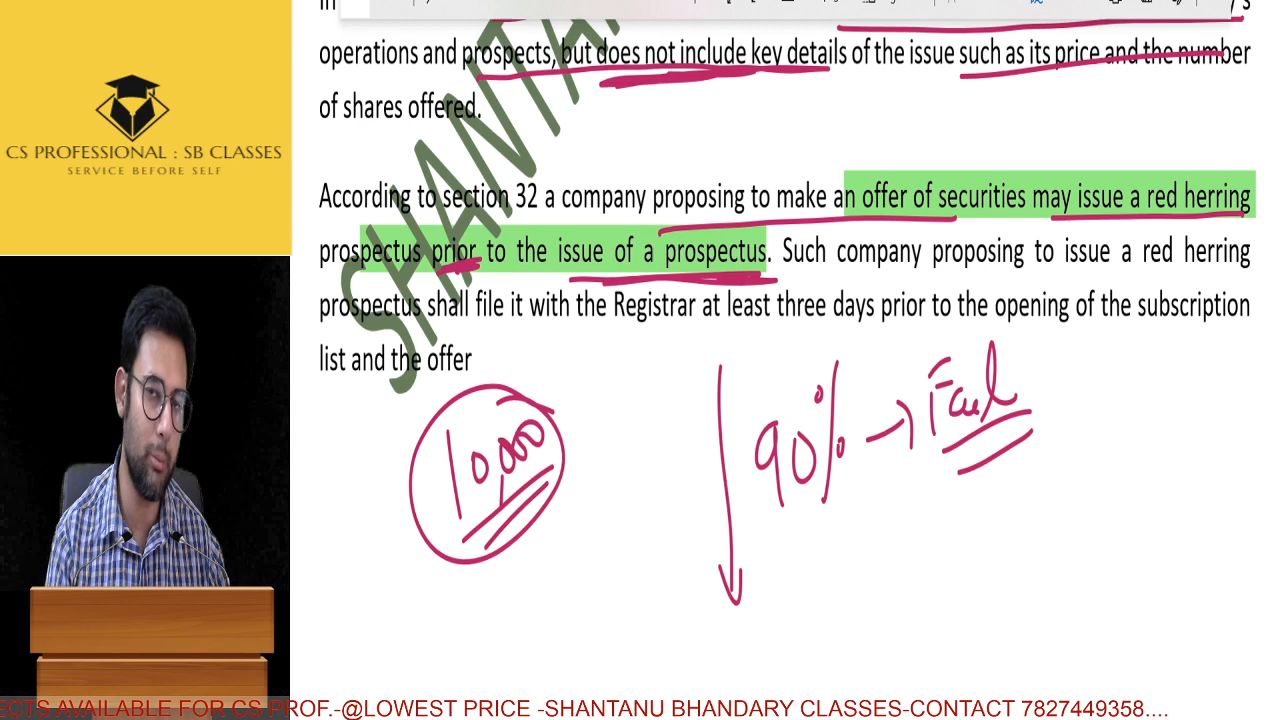 operations and prospects, but does not include key details of the issue such as its price and the number
of shares offered.
According to section 32 a company proposing to make an offer of securities may issue a red herring
prospectus prior to the issue of a prospectus. Such company proposing to issue a red herring
prospectus shall file it with the Registrar at least three days prior to the opening of the subscription
list and the offer
10,000
90% → Fail
CS PROFESSIONAL : SB CLASSES
SERVICE BEFORE SELF
SHANTA
ECTS AVAILABLE FOR CS PROF.-@LOWEST PRICE -SHANTANU BHANDARY CLASSES-CONTACT 7827449358....